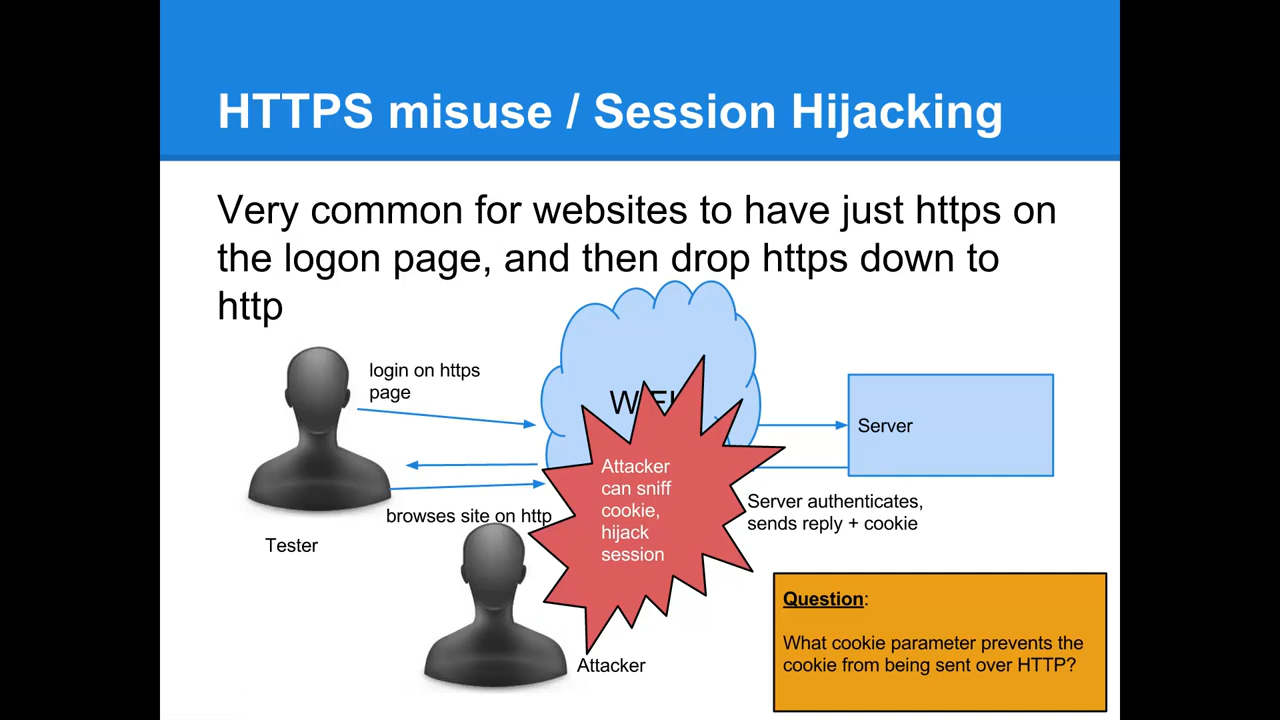 HTTPS misuse / Session Hijacking
Very common for websites to have just https on
the logon page, and then drop https down to
http
login on https
page
Server
Attacker
can sniff
cookie,
hijack
session
browses site on http
Server authenticates,
sends reply + cookie
Tester
Attacker
Question:
What cookie parameter prevents the
cookie from being sent over HTTP?